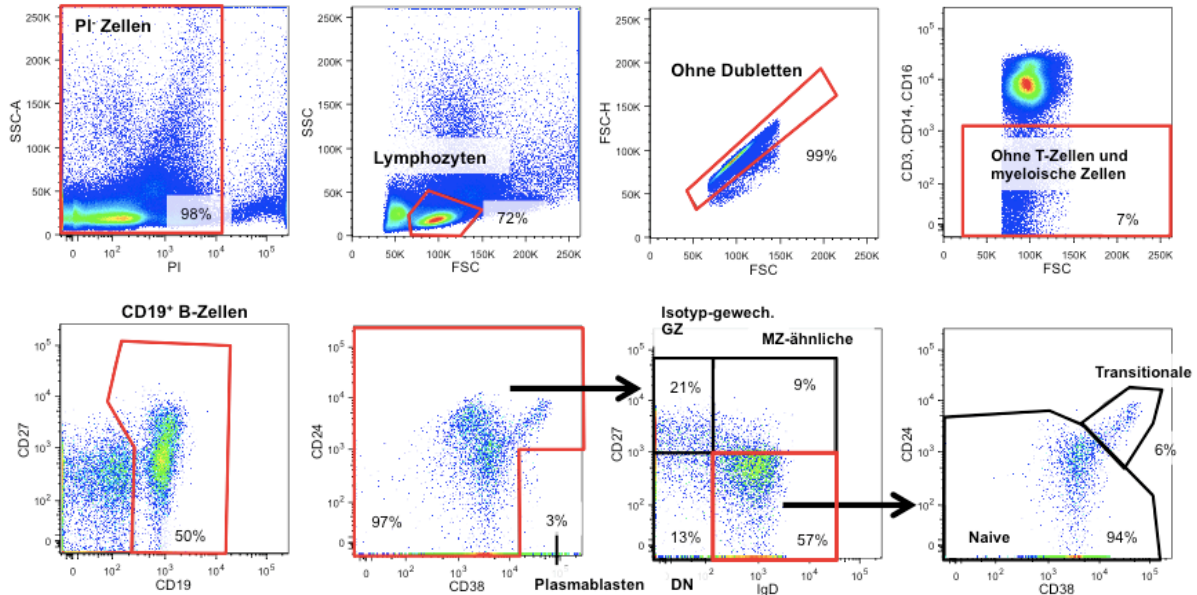 PI⁻ Zellen
98%
SSC-A
250K
200K
150K
100K
50K
0
0 10² 10³ 10⁴ 10⁵
PI
Lymphozyten
72%
SSC
250K
200K
150K
100K
50K
0
0 50K 100K 150K 200K 250K
FSC
Ohne Dubletten
99%
FSC-H
250K
200K
150K
100K
50K
0
0 50K 100K 150K 200K 250K
FSC
Ohne T-Zellen und
myeloische Zellen
7%
CD3, CD14, CD16
10⁵
10⁴
10³
10²
0
0 50K 100K 150K 200K 250K
FSC
CD19⁺ B-Zellen
50%
CD27
10⁵
10⁴
10³
10²
0
0 10² 10³ 10⁴ 10⁵
CD19
97%
3%
Plasmablasten
CD24
10⁵
10⁴
10³
10²
0
0 10² 10³ 10⁴ 10⁵
CD38
Isotyp-gewech.
GZ
MZ-ähnliche
21%
9%
13%
57%
DN
CD27
10⁵
10⁴
10³
10²
0
0 10² 10³ 10⁴ 10⁵
IgD
Transitionale
6%
Naive
94%
CD24
10⁵
10⁴
10³
10²
0
0 10² 10³ 10⁴ 10⁵
CD38